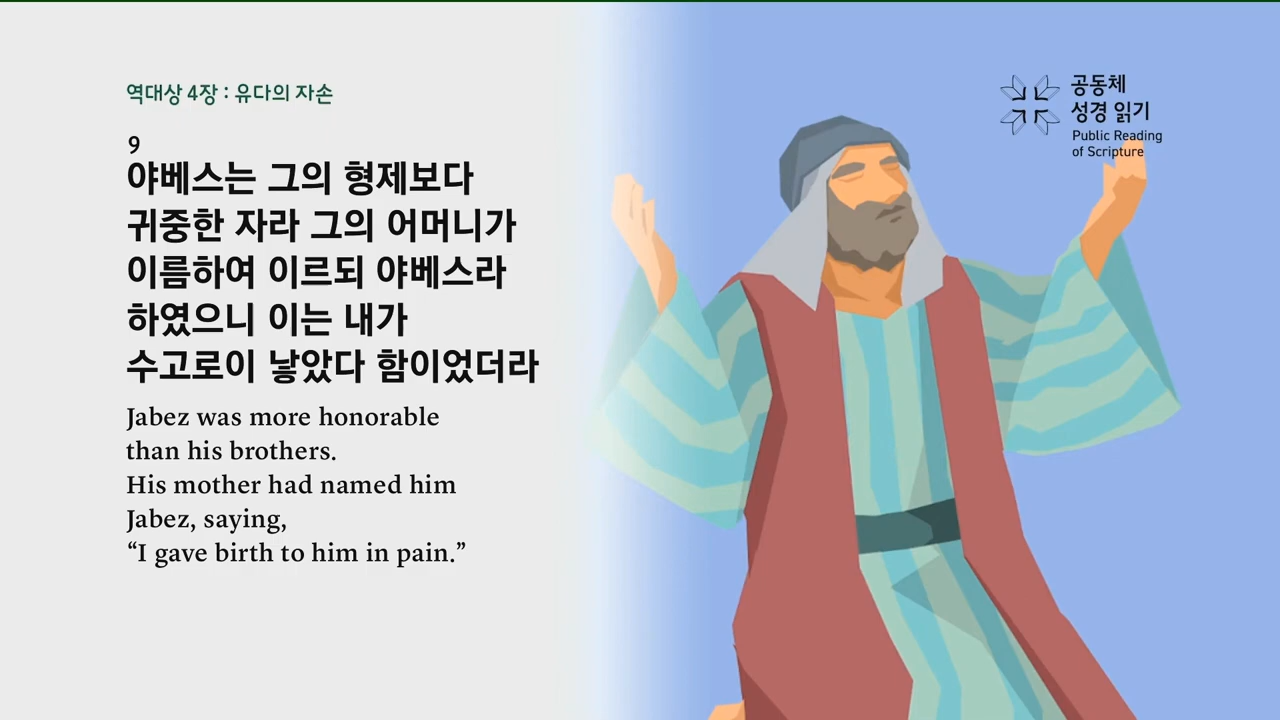 역대상 4장 : 유다의 자손
9
야베스는 그의 형제보다
귀중한 자라 그의 어머니가
이름하여 이르되 야베스라
하였으니 이는 내가
수고로이 낳았다 함이었더라
Jabez was more honorable
than his brothers.
His mother had named him
Jabez, saying,
“I gave birth to him in pain.”
공동체
성경 읽기
Public Reading
of Scripture